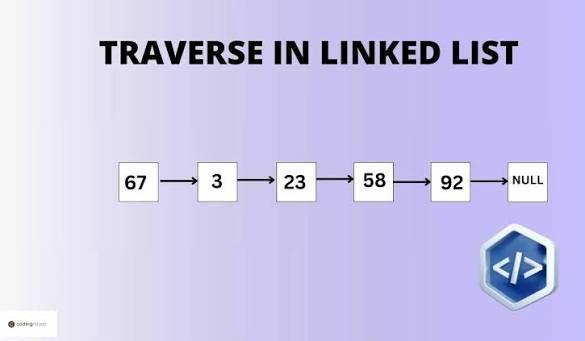 TRAVERSE IN LINKED LIST
67 3 23 58 92 NULL
</>